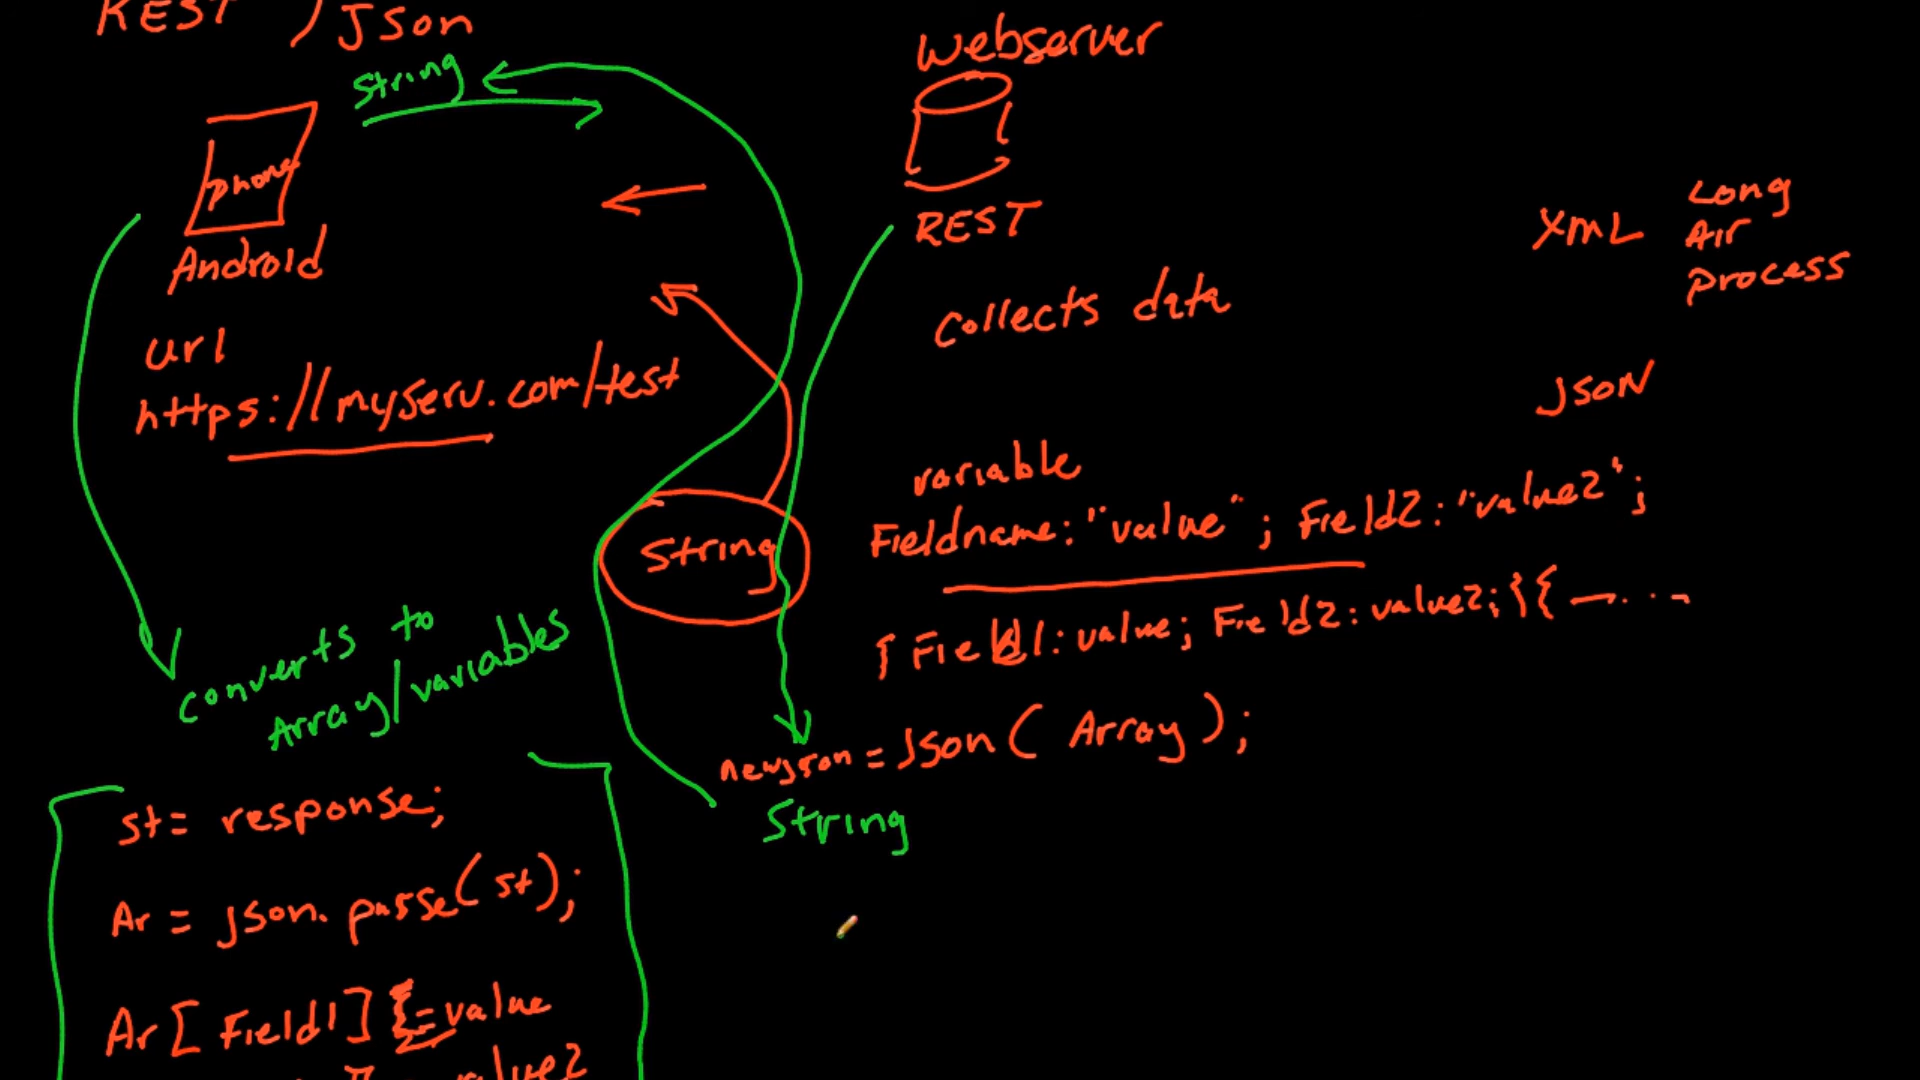 REST / Json
String
phone
Android
url
https://myserv.com/test
converts to
Array/variables
st= response;
Ar = json.parse(st);
Ar[Field1] = value
value2
String
Webserver
REST
collects data
variable
Fieldname: "value"; Field2: "value2";
{Field1: value; Field2: value2;}{ —...
newjson = Json( Array );
String
XML
Long
Air
process
JSON